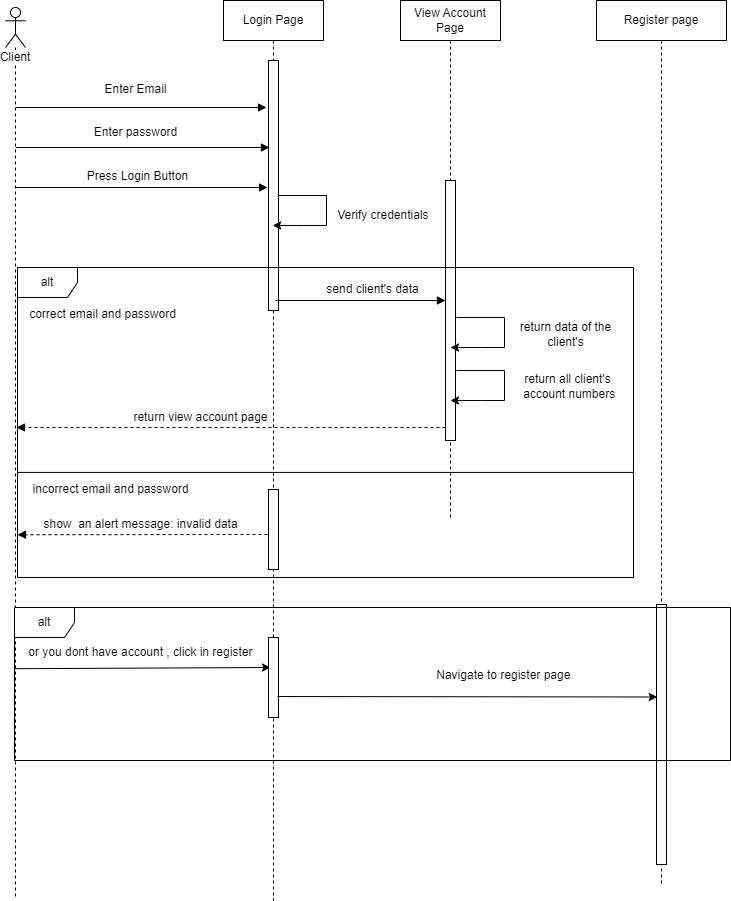 Login Page
View Account
Page
Register page
Client
Enter Email
Enter password
Press Login Button
Verify credentials
alt
send client's data
correct email and password
return data of the
client's
return all client's
account numbers
return view account page
incorrect email and password
show an alert message: invalid data
alt
or you dont have account , click in register
Navigate to register page